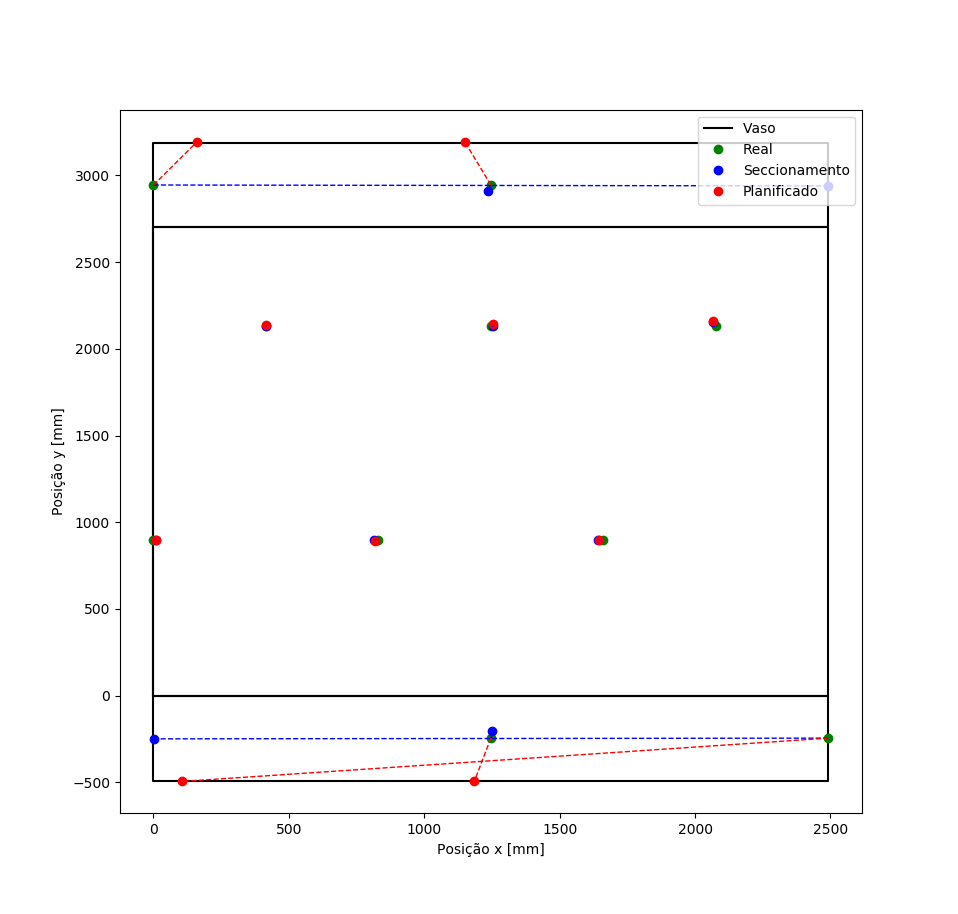 Vaso
Real
Seccionamento
Planificado
3000
2500
2000
1500
1000
500
0
−500
Posição y [mm]
0 500 1000 1500 2000 2500
Posição x [mm]